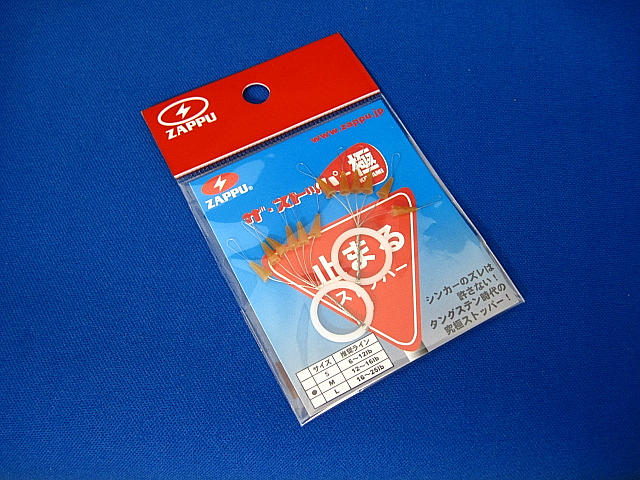 ZAPPU
www.zappu.jp
ZAPPU®
ザ・ストッパー極
止まる
ストッパー
シンカーのズレは
許さない!
タングステン時代の
究極ストッパー!
サイズ 推奨ライン
S 6〜12lb
● M 12〜16lb
L 16〜25lb